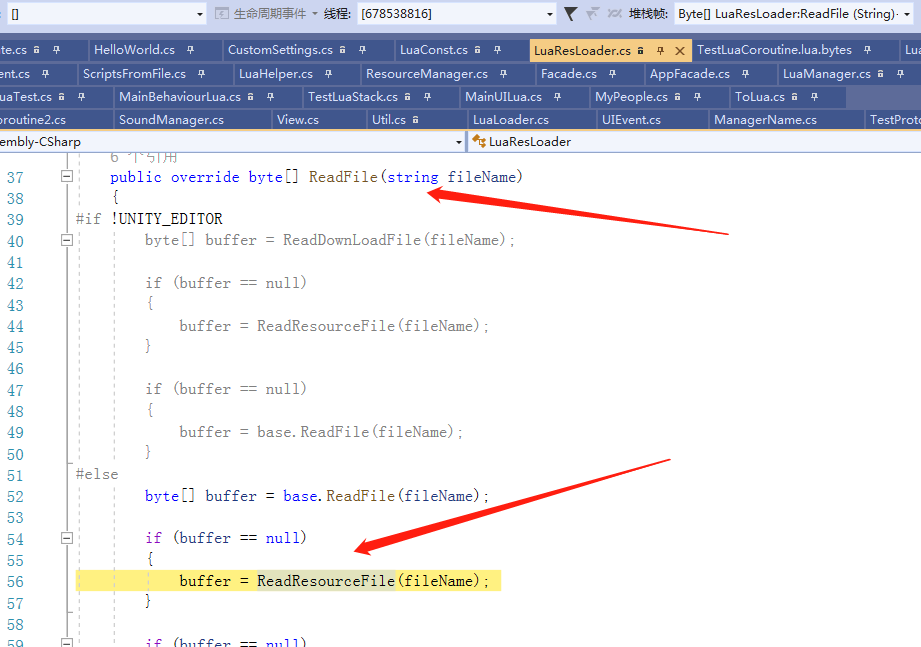 [] 生命周期事件 线程: [678538816] 堆栈帧: Byte[] LuaResLoader:ReadFile (String)
te.cs HelloWorld.cs CustomSettings.cs LuaConst.cs LuaResLoader.cs TestLuaCoroutine.lua.bytes Lu
ent.cs ScriptsFromFile.cs LuaHelper.cs ResourceManager.cs Facade.cs AppFacade.cs LuaManager.cs
uaTest.cs MainBehaviourLua.cs TestLuaStack.cs MainUILua.cs MyPeople.cs ToLua.cs
oroutine2.cs SoundManager.cs View.cs Util.cs LuaLoader.cs UIEvent.cs ManagerName.cs TestProto
embly-CSharp LuaResLoader
6 个引用
37 public override byte[] ReadFile(string fileName)
38 {
39 #if !UNITY_EDITOR
40 byte[] buffer = ReadDownLoadFile(fileName);
41
42 if (buffer == null)
43 {
44 buffer = ReadResourceFile(fileName);
45 }
46
47 if (buffer == null)
48 {
49 buffer = base.ReadFile(fileName);
50 }
51 #else
52 byte[] buffer = base.ReadFile(fileName);
53
54 if (buffer == null)
55 {
56 buffer = ReadResourceFile(fileName);
57 }
58
59 if (buffer == null)